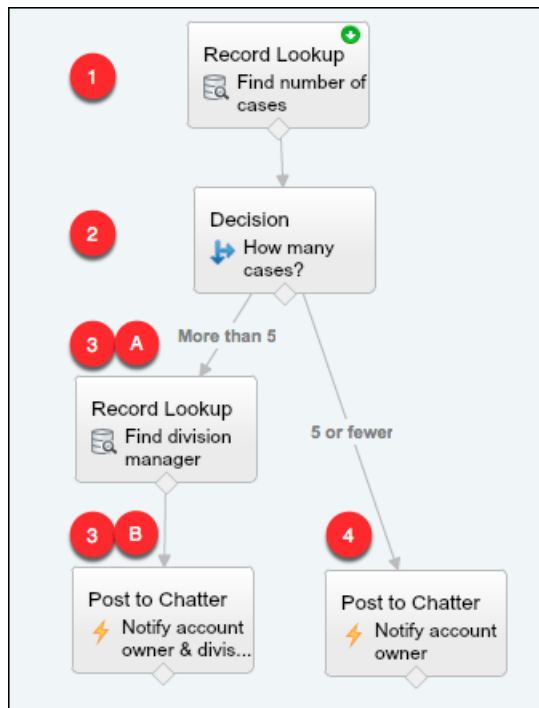 1
Record Lookup
Find number of
cases
2
Decision
How many
cases?
More than 5
5 or fewer
3 A
Record Lookup
Find division
manager
3 B
Post to Chatter
Notify account
owner & divis...
4
Post to Chatter
Notify account
owner